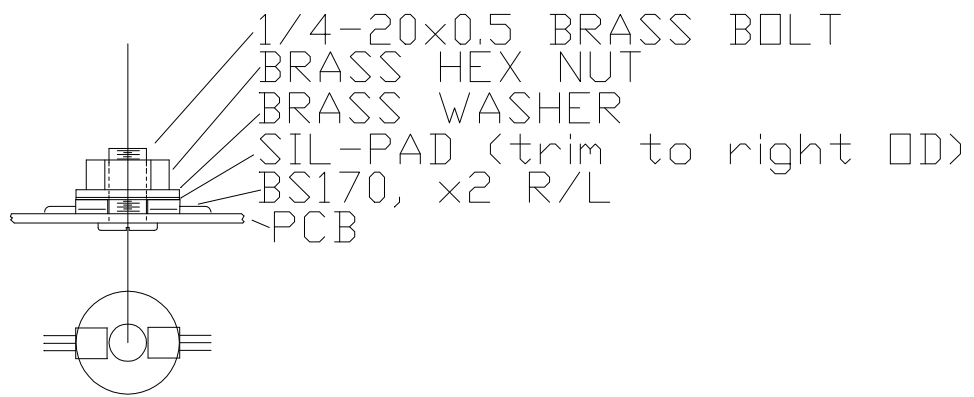 1/4-20x0.5 BRASS BOLT
BRASS HEX NUT
BRASS WASHER
SIL-PAD (trim to right OD)
BS170, x2 R/L
PCB